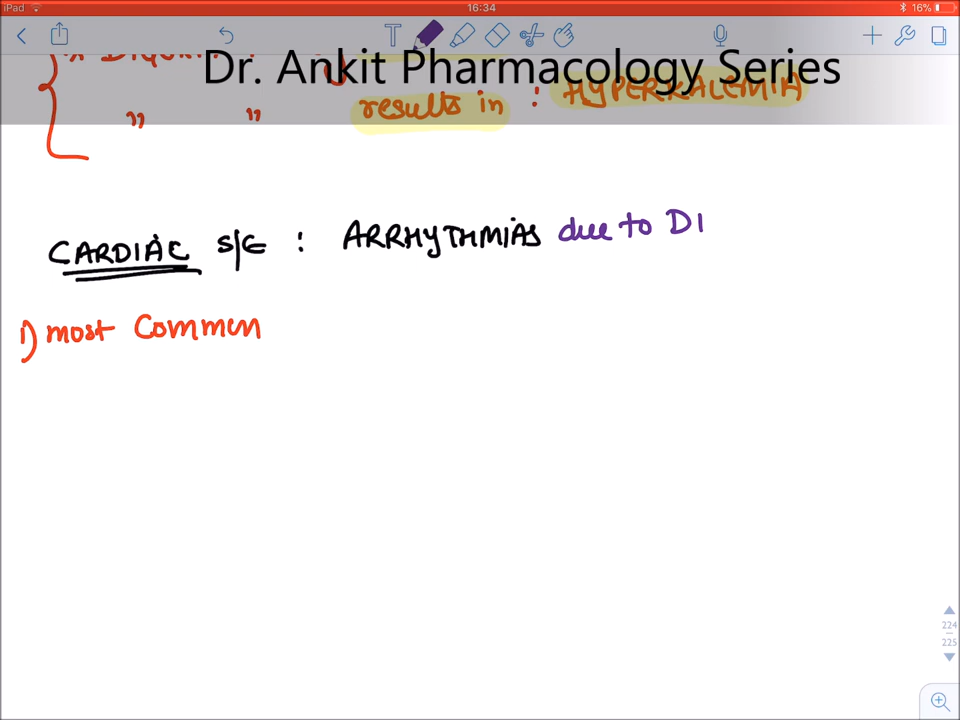 iPad 16:34 16%
T
Dr. Ankit Pharmacology Series
results in : HYPERKALEMIA
" "
CARDIAC S/E : ARRHYTHMIAS due to DI
1) most Common
224
225